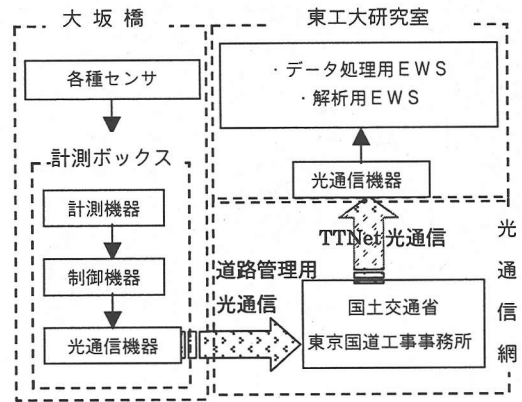 大坂橋
各種センサ
計測ボックス
計測機器
制御機器
光通信機器
東工大研究室
・データ処理用EWS
・解析用EWS
光通信機器
TTNet光通信
道路管理用
光通信
国土交通省
東京国道工事事務所
光通信網